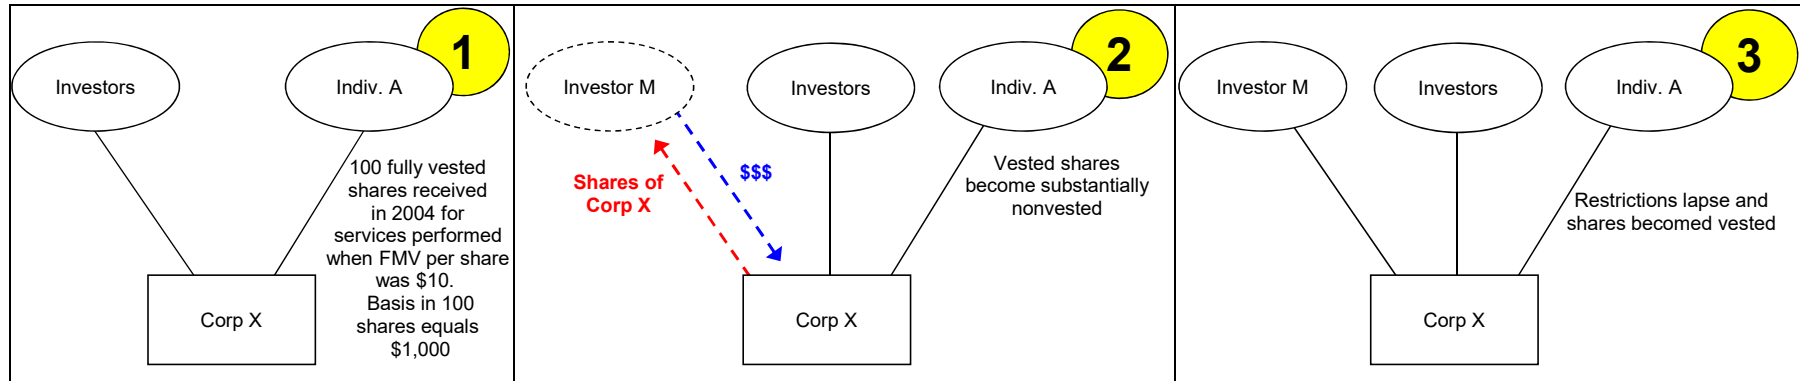 1
Investors
Indiv. A
100 fully vested
shares received
in 2004 for
services performed
when FMV per share
was $10.
Basis in 100
shares equals
$1,000
Corp X
2
Investor M
Investors
Indiv. A
$$$
Shares of
Corp X
Vested shares
become substantially
nonvested
Corp X
3
Investor M
Investors
Indiv. A
Restrictions lapse and
shares becomed vested
Corp X